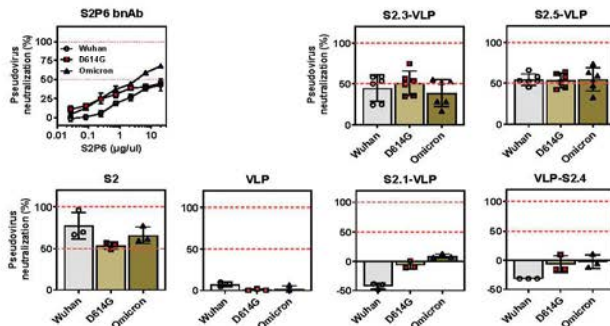 S2P6 bnAb
Pseudovirus
neutralization (%)
100
75
50
25
0
Wuhan
D614G
Omicron
0.01
0.1
1
10
S2P6 (µg/ul)
S2.3-VLP
Pseudovirus
neutralization (%)
100
50
0
Wuhan
D614G
Omicron
S2.5-VLP
100
50
0
Wuhan
D614G
Omicron
S2
Pseudovirus
neutralization (%)
100
50
0
Wuhan
D614G
Omicron
VLP
100
50
0
Wuhan
D614G
Omicron
S2.1-VLP
Pseudovirus
neutralization (%)
100
50
0
-50
Wuhan
D614G
Omicron
VLP-S2.4
100
50
0
-50
Wuhan
D614G
Omicron